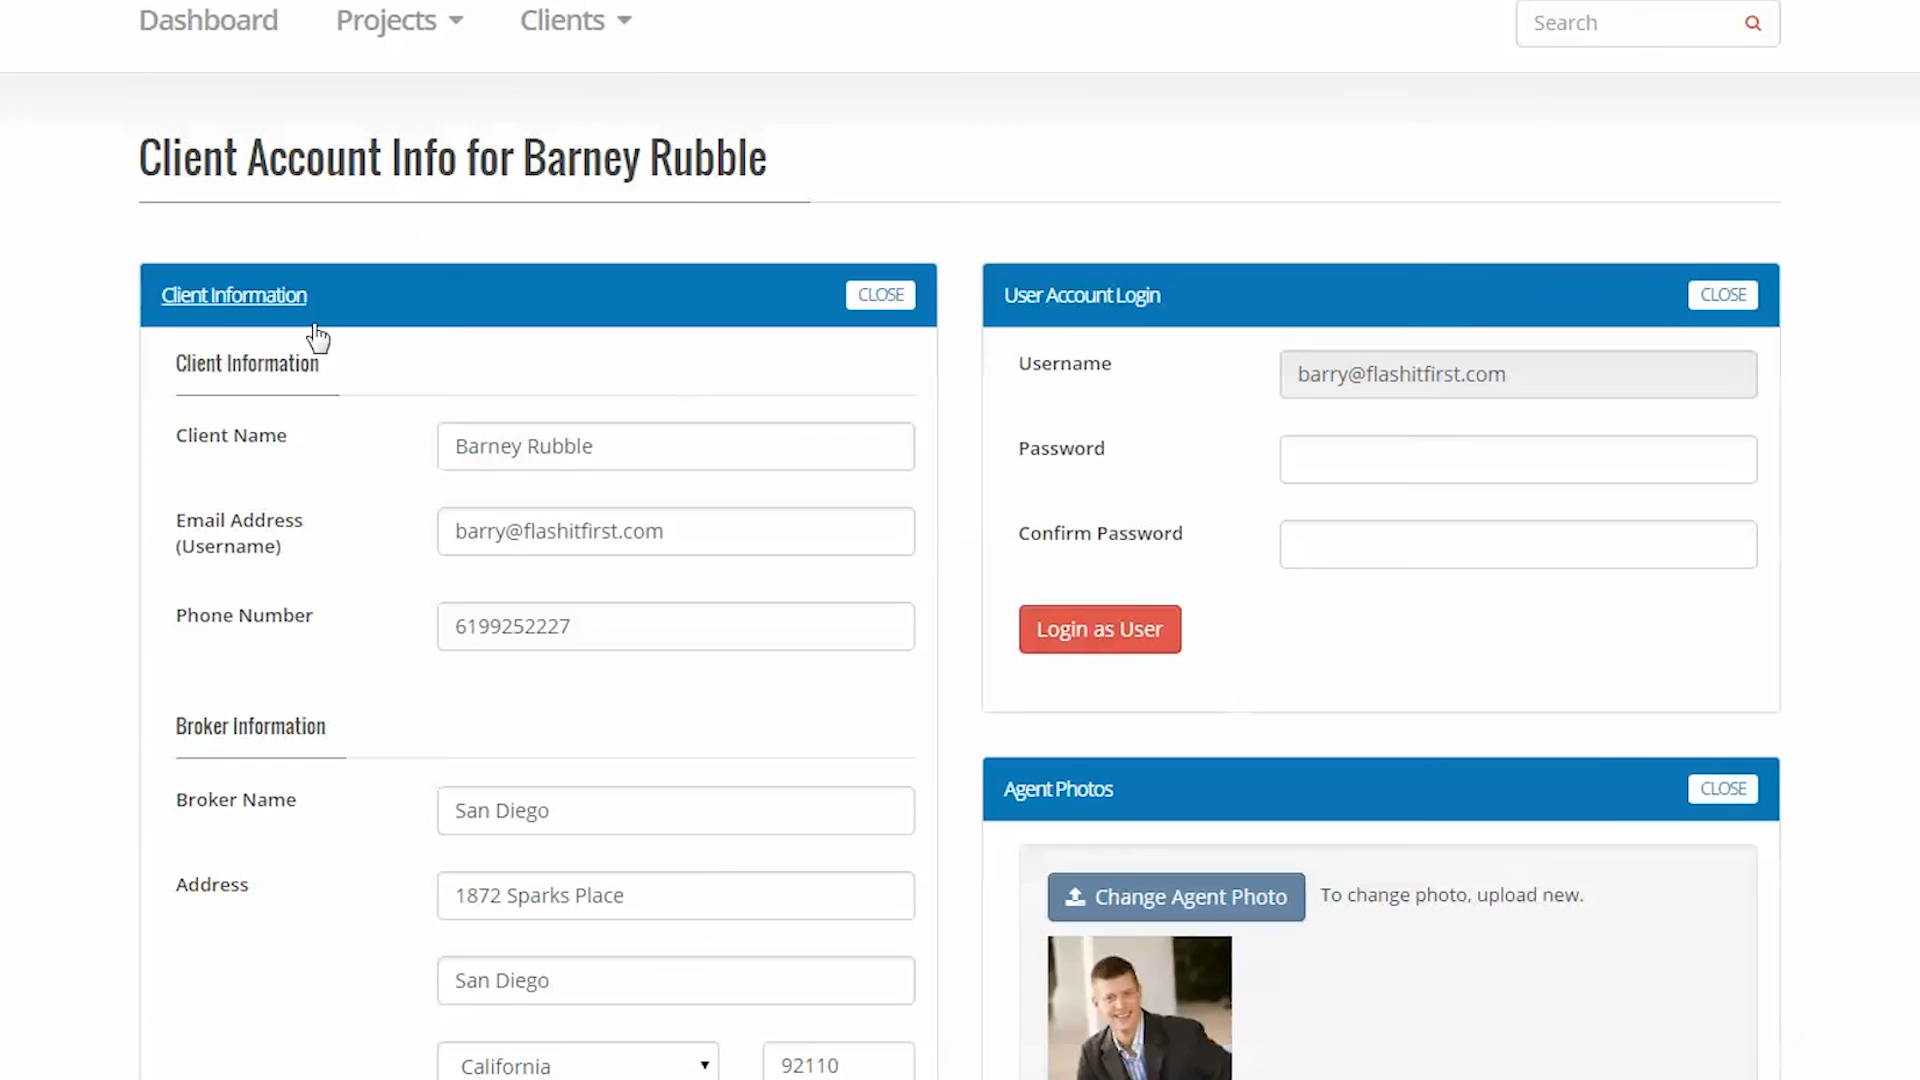 Dashboard
Projects
Clients
Search
Client Account Info for Barney Rubble
Client Information
CLOSE
Client Information
Client Name
Barney Rubble
Email Address
(Username)
barry@flashitfirst.com
Phone Number
6199252227
Broker Information
Broker Name
San Diego
Address
1872 Sparks Place
San Diego
California
92110
User Account Login
CLOSE
Username
barry@flashitfirst.com
Password
Confirm Password
Login as User
Agent Photos
CLOSE
Change Agent Photo
To change photo, upload new.